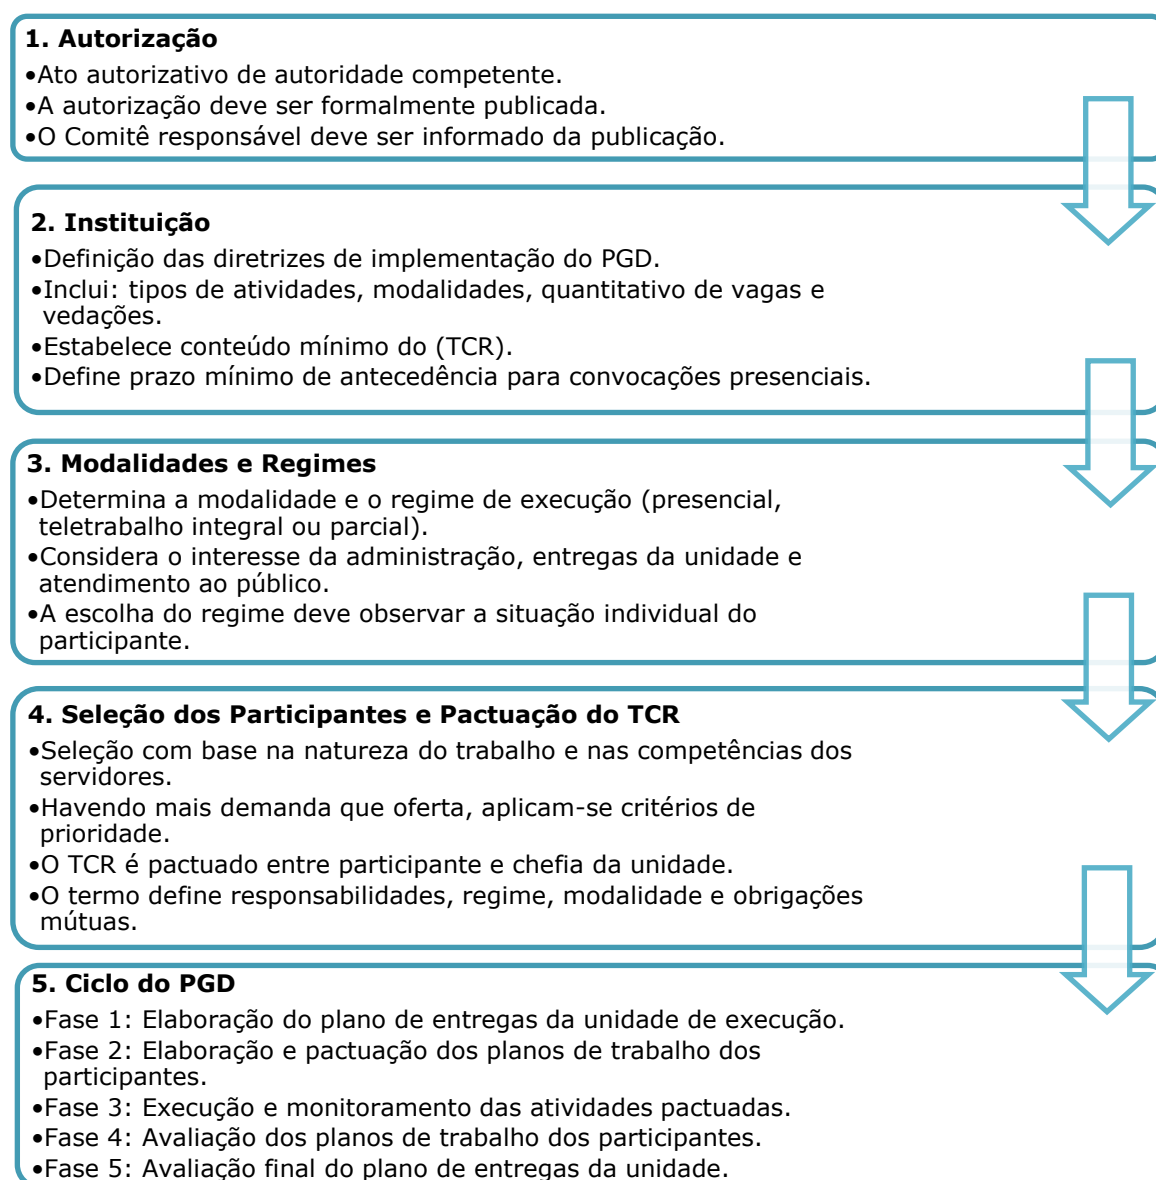 1. Autorização
•Ato autorizativo de autoridade competente.
•A autorização deve ser formalmente publicada.
•O Comitê responsável deve ser informado da publicação.
2. Instituição
•Definição das diretrizes de implementação do PGD.
•Inclui: tipos de atividades, modalidades, quantitativo de vagas e
vedações.
•Estabelece conteúdo mínimo do (TCR).
•Define prazo mínimo de antecedência para convocações presenciais.
3. Modalidades e Regimes
•Determina a modalidade e o regime de execução (presencial,
teletrabalho integral ou parcial).
•Considera o interesse da administração, entregas da unidade e
atendimento ao público.
•A escolha do regime deve observar a situação individual do
participante.
4. Seleção dos Participantes e Pactuação do TCR
•Seleção com base na natureza do trabalho e nas competências dos
servidores.
•Havendo mais demanda que oferta, aplicam-se critérios de
prioridade.
•O TCR é pactuado entre participante e chefia da unidade.
•O termo define responsabilidades, regime, modalidade e obrigações
mútuas.
5. Ciclo do PGD
•Fase 1: Elaboração do plano de entregas da unidade de execução.
•Fase 2: Elaboração e pactuação dos planos de trabalho dos
participantes.
•Fase 3: Execução e monitoramento das atividades pactuadas.
•Fase 4: Avaliação dos planos de trabalho dos participantes.
•Fase 5: Avaliação final do plano de entregas da unidade.